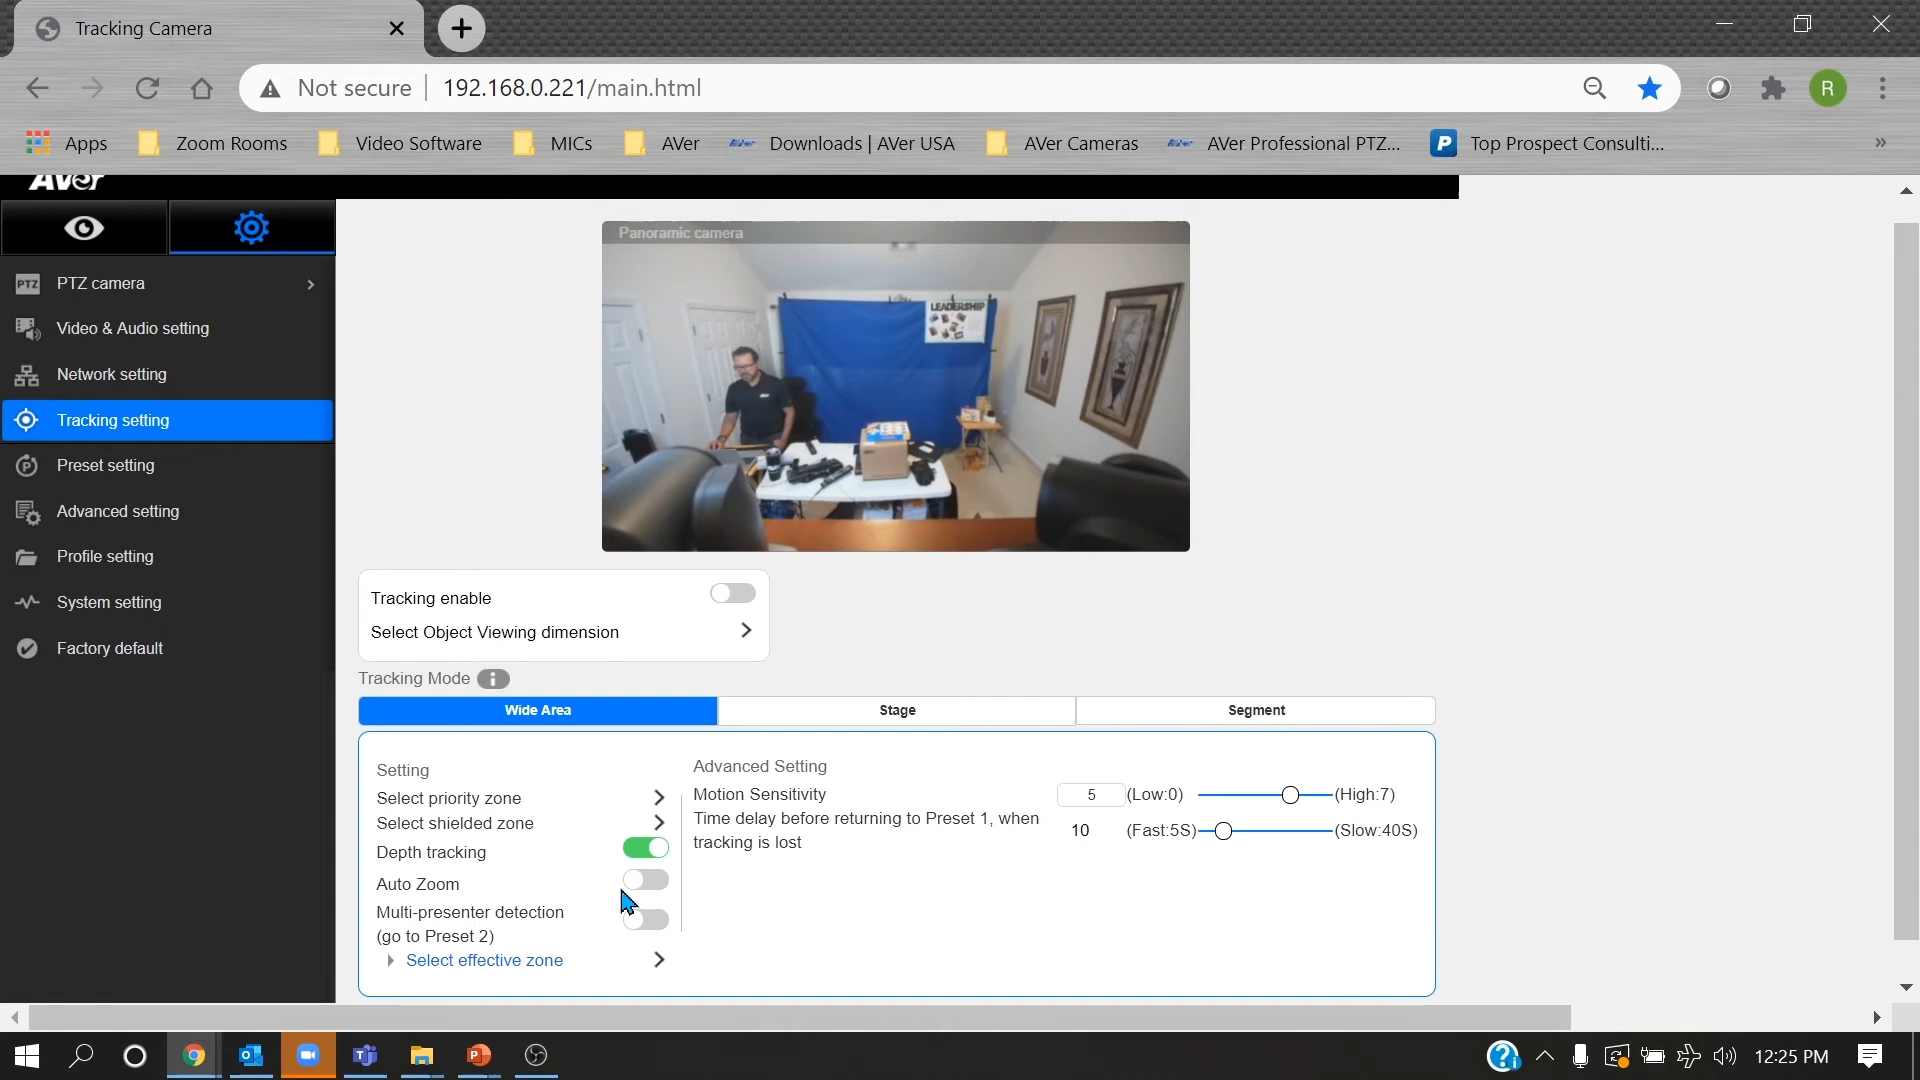 Tracking Camera
Not secure 192.168.0.221/main.html
R
Apps Zoom Rooms Video Software MICs AVer Downloads | AVer USA AVer Cameras AVer Professional PTZ... Top Prospect Consulti... »
AVer
Panoramic camera
LEADERSHIP
PTZ PTZ camera
Video & Audio setting
Network setting
Tracking setting
Preset setting
Advanced setting
Profile setting
System setting
Factory default
Tracking enable
Select Object Viewing dimension
Tracking Mode i
Wide Area Stage Segment
Setting
Select priority zone
Select shielded zone
Depth tracking
Auto Zoom
Multi-presenter detection
(go to Preset 2)
Select effective zone
Advanced Setting
Motion Sensitivity 5 (Low:0) (High:7)
Time delay before returning to Preset 1, when 10 (Fast:5S) (Slow:40S)
tracking is lost
12:25 PM